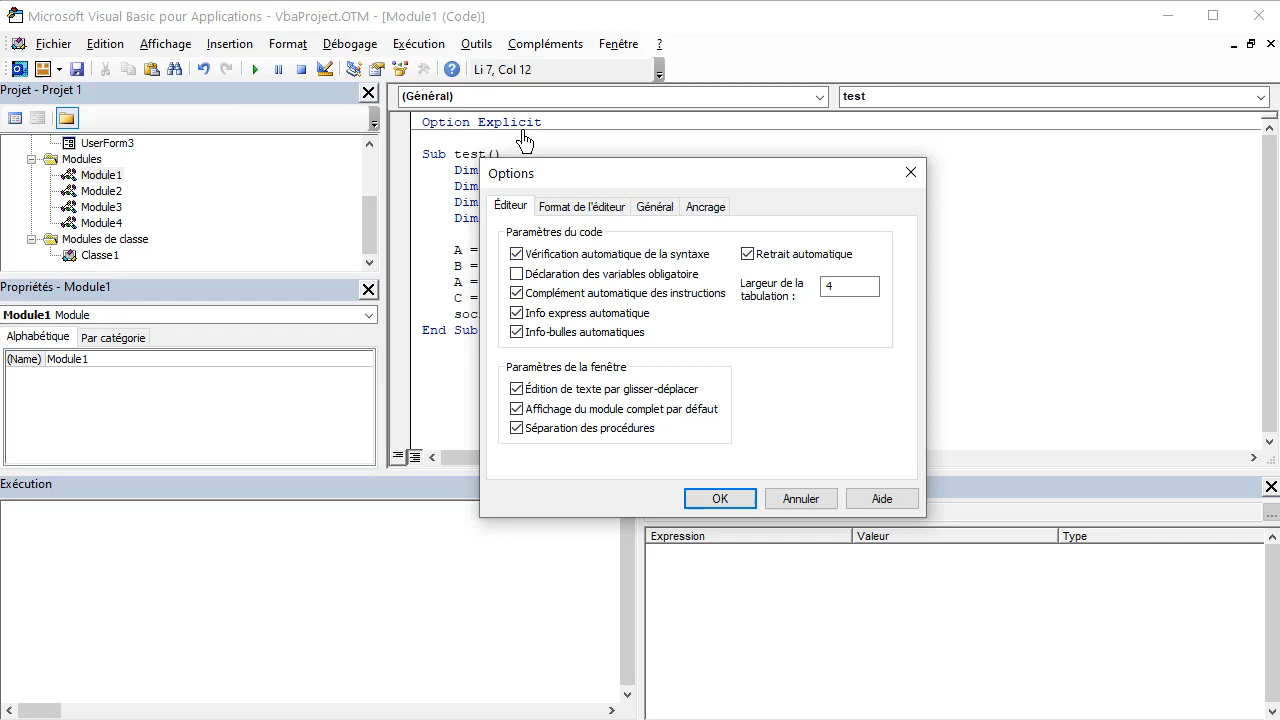 Microsoft Visual Basic pour Applications - VbaProject.OTM - [Module1 (Code)]
Fichier Edition Affichage Insertion Format Débogage Exécution Outils Compléments Fenêtre ?
Li 7, Col 12
Projet - Projet 1
(Général) test
UserForm3
Modules
Module1
Module2
Module3
Module4
Modules de classe
Classe1
Option Explicit
Sub test()
Dim
Dim
Dim
Dim
A =
B =
A =
C =
soc
End Sub
Propriétés - Module1
Module1 Module
Alphabétique Par catégorie
(Name) Module1
Options
Éditeur Format de l'éditeur Général Ancrage
Paramètres du code
Vérification automatique de la syntaxe
Déclaration des variables obligatoire
Complément automatique des instructions
Info express automatique
Info-bulles automatiques
Retrait automatique
Largeur de la
tabulation : 4
Paramètres de la fenêtre
Édition de texte par glisser-déplacer
Affichage du module complet par défaut
Séparation des procédures
OK Annuler Aide
Exécution
Expression Valeur Type